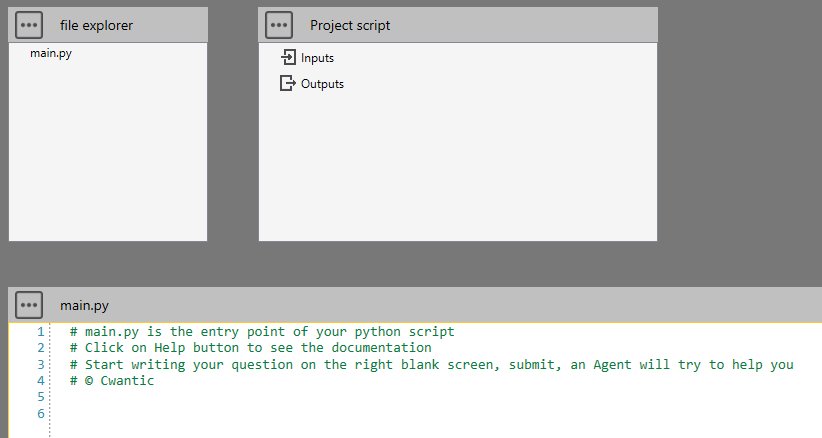 file explorer
main.py
Project script
Inputs
Outputs
main.py
1 # main.py is the entry point of your python script
2 # Click on Help button to see the documentation
3 # Start writing your question on the right blank screen, submit, an Agent will try to help you
4 # © Cwantic
5
6